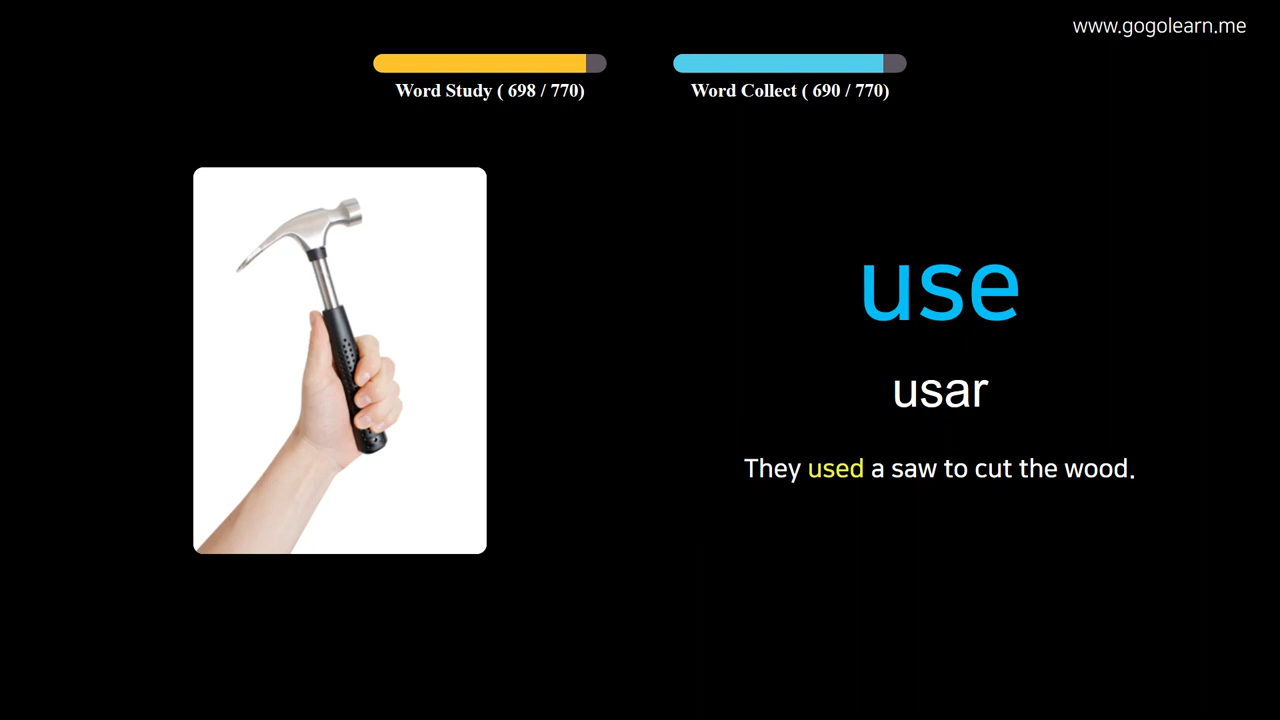 www.gogolearn.me
Word Study ( 698 / 770)
Word Collect ( 690 / 770)
use
usar
They used a saw to cut the wood.